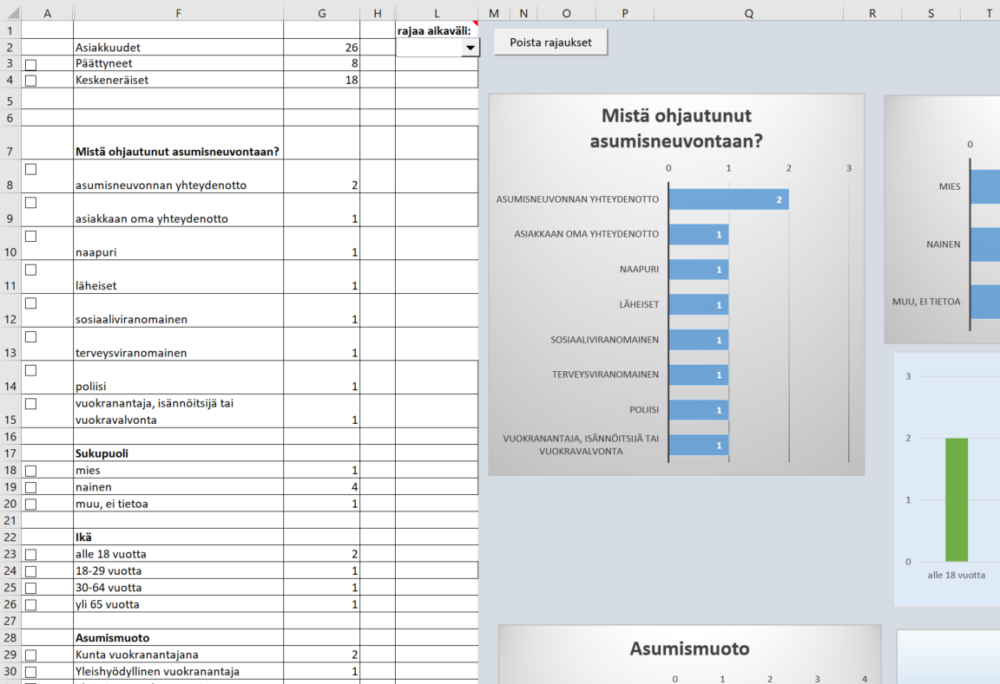 A F G H L M N O P Q R S T
1 rajaa aikaväli:
2 Asiakkuudet 26
3 Päättyneet 8
4 Keskeneräiset 18
5
6
7 Mistä ohjautunut asumisneuvontaan?
8 asumisneuvonnan yhteydenotto 2
9 asiakkaan oma yhteydenotto 1
10 naapuri 1
11 läheiset 1
12 sosiaaliviranomainen 1
13 terveysviranomainen 1
14 poliisi 1
vuokranantaja, isännöitsijä tai
15 vuokravalvonta 1
16
17 Sukupuoli
18 mies 1
19 nainen 4
20 muu, ei tietoa 1
21
22 Ikä
23 alle 18 vuotta 2
24 18-29 vuotta 1
25 30-64 vuotta 1
26 yli 65 vuotta 1
27
28 Asumismuoto
29 Kunta vuokranantajana 2
30 Yleishyödyllinen vuokranantaja 1
Poista rajaukset
Mistä ohjautunut
asumisneuvontaan?
0 1 2 3
ASUMISNEUVONNAN YHTEYDENOTTO 2
ASIAKKAAN OMA YHTEYDENOTTO 1
NAAPURI 1
LÄHEISET 1
SOSIAALIVIRANOMAINEN 1
TERVEYSVIRANOMAINEN 1
POLIISI 1
VUOKRANANTAJA, ISÄNNÖITSIJÄ TAI
VUOKRAVALVONTA 1
0
MIES
NAINEN
MUU, EI TIETOA
3
2
1
0
alle 18 vuotta
Asumismuoto
0 1 2 3 4